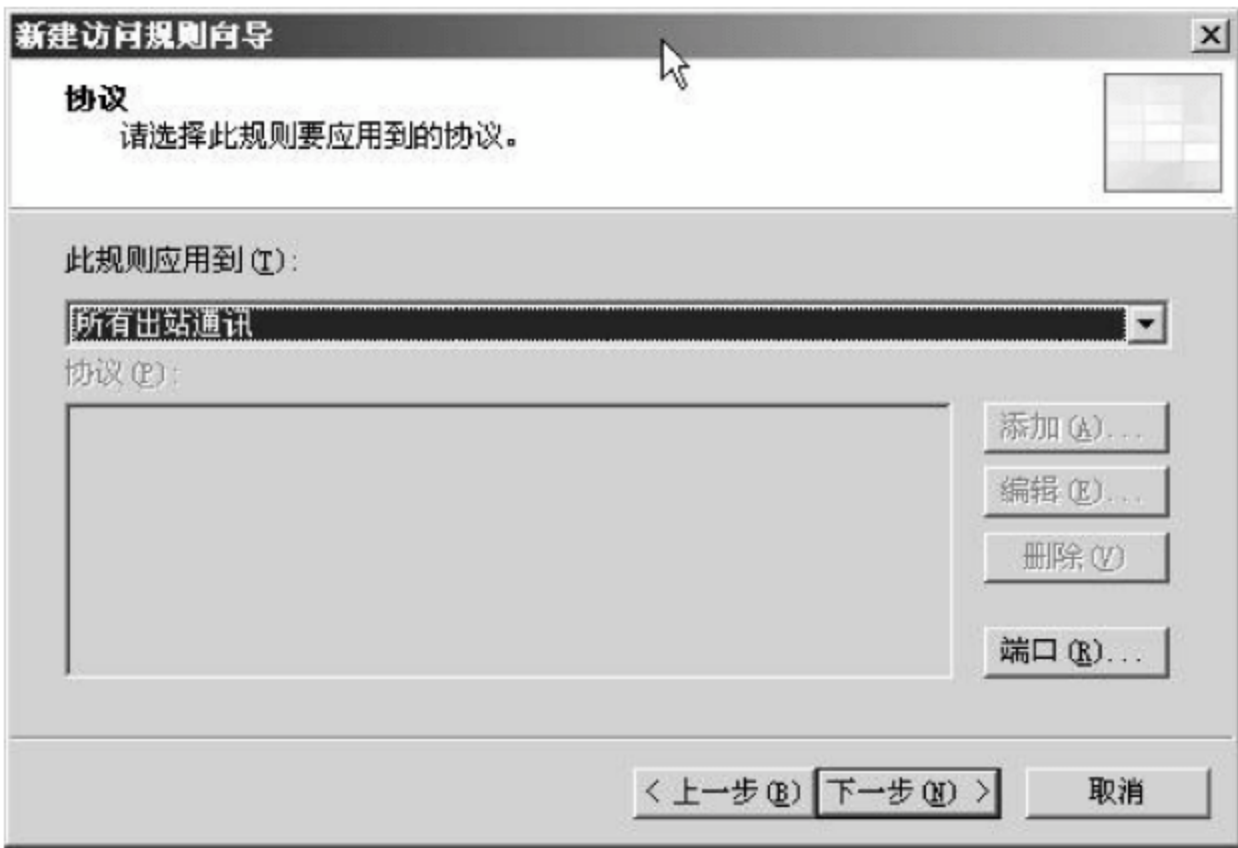 新建访问规则向导
协议
请选择此规则要应用到的协议。
此规则应用到(T):
所有出站通讯
协议(P):
添加(A)...
编辑(E)...
删除(V)
端口(R)...
< 上一步(B)
下一步(N) >
取消